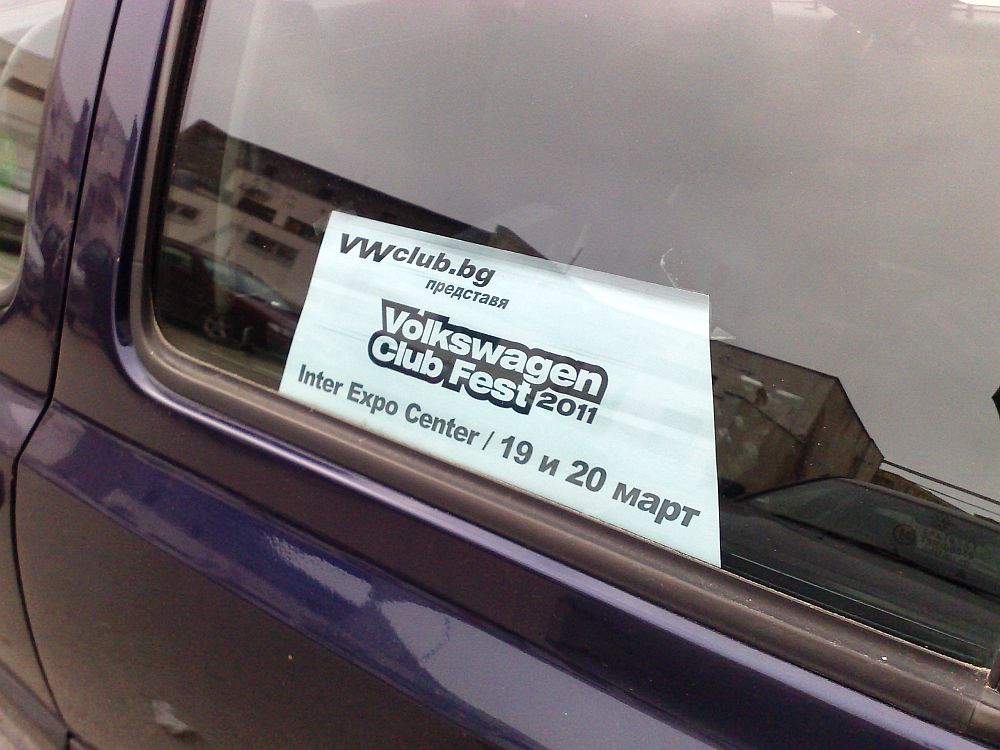 VWclub.bg
представя
Volkswagen
Club Fest 2011
Inter Expo Center / 19 и 20 март